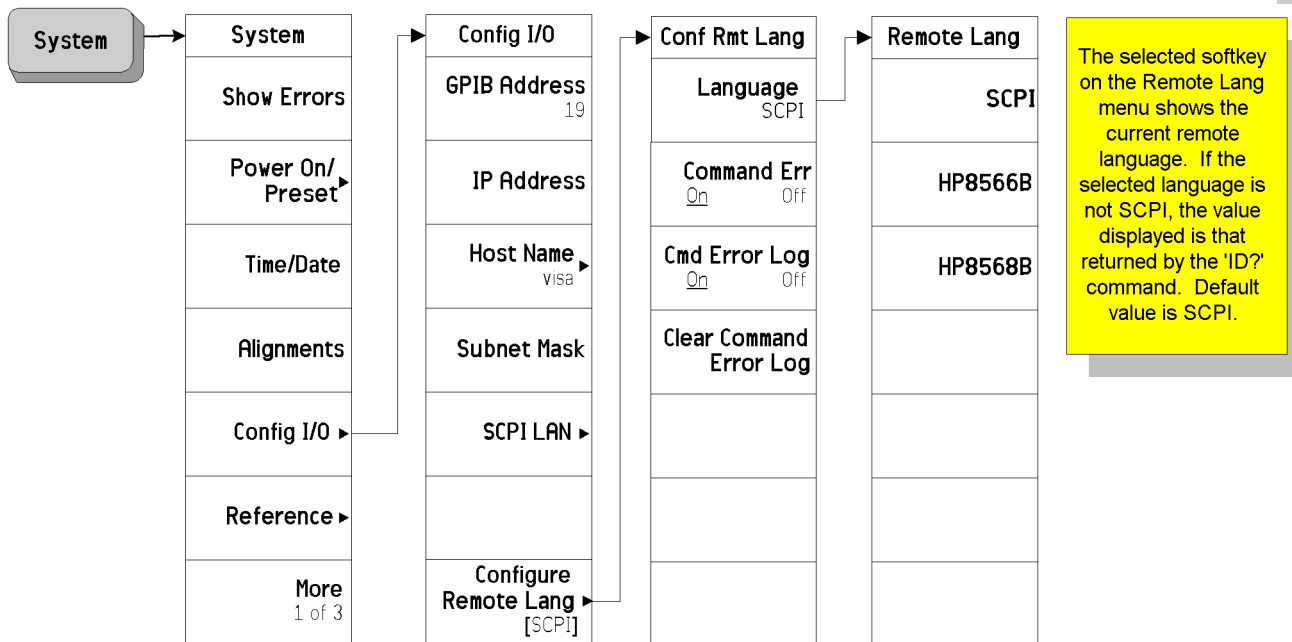 System
System
Show Errors
Power On/
Preset
Time/Date
Alignments
Config I/O
Reference
More
1 of 3
Config I/O
GPIB Address
19
IP Address
Host Name
visa
Subnet Mask
SCPI LAN
Configure
Remote Lang
[SCPI]
Conf Rmt Lang
Language
SCPI
Command Err
On Off
Cmd Error Log
On Off
Clear Command
Error Log
Remote Lang
SCPI
HP8566B
HP8568B
The selected softkey
on the Remote Lang
menu shows the
current remote
language. If the
selected language is
not SCPI, the value
displayed is that
returned by the 'ID?'
command. Default
value is SCPI.